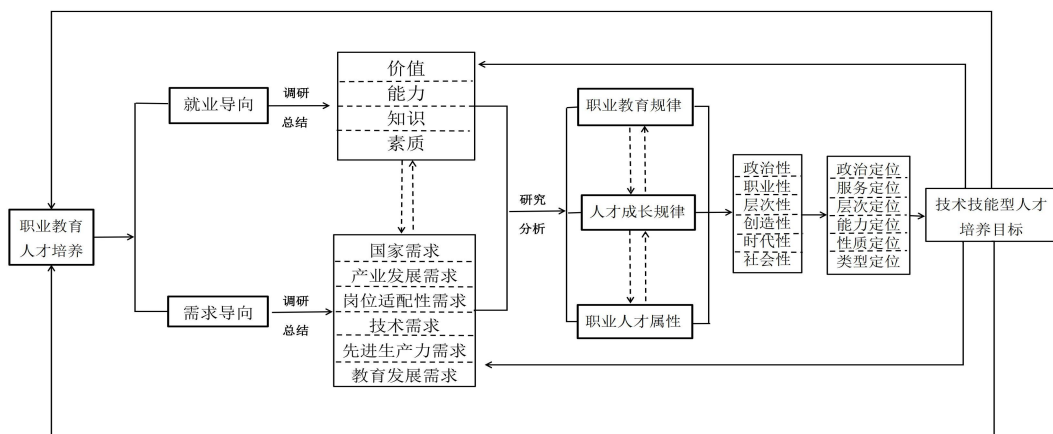 职业教育
人才培养
就业导向
需求导向
调研
总结
调研
总结
价值
能力
知识
素质
国家需求
产业发展需求
岗位适配性需求
技术需求
先进生产力需求
教育发展需求
研究
分析
职业教育规律
人才成长规律
职业人才属性
政治性
职业性
层次性
创造性
时代性
社会性
政治定位
服务定位
层次定位
能力定位
性质定位
类型定位
技术技能型人才
培养目标